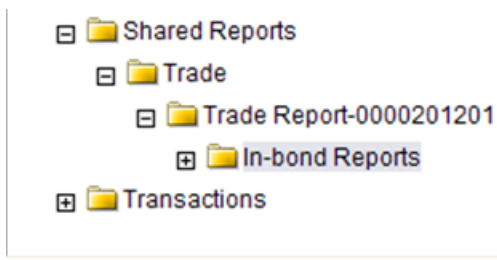 Shared Reports
Trade
Trade Report-0000201201
In-bond Reports
Transactions